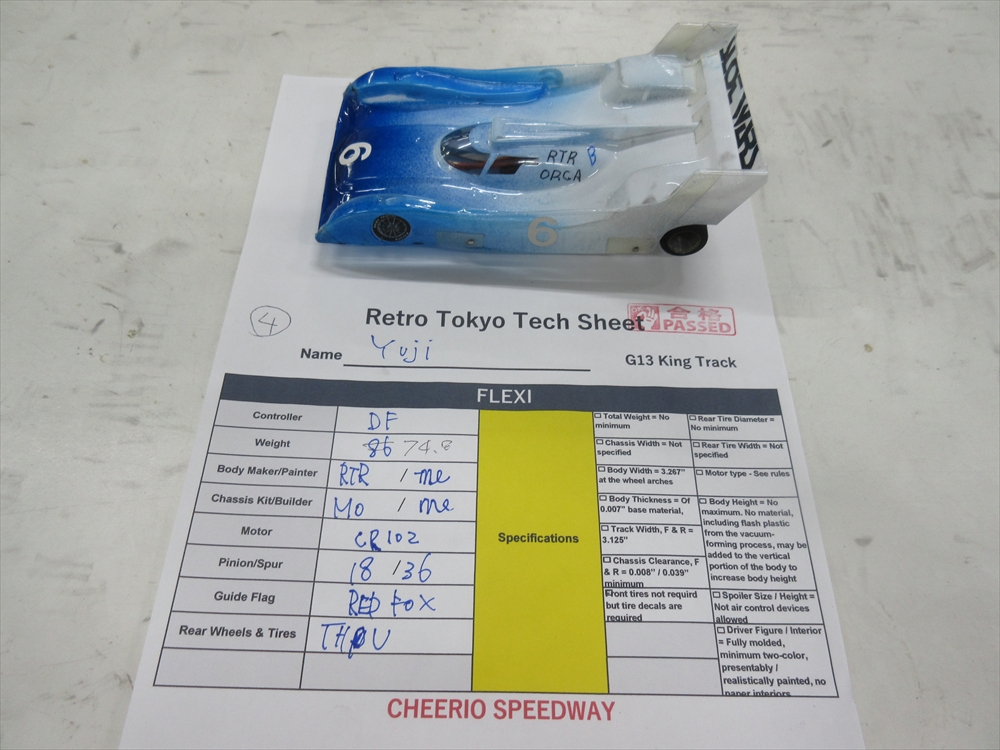 6
RTR B
ORCA
6
4
Retro Tokyo Tech Sheet
合格
PASSED
Name Yuji
G13 King Track
FLEXI
Controller DF
Weight 86 74.8
Body Maker/Painter RTR / me
Chassis Kit/Builder MO / me
Motor CR102
Pinion/Spur 18 / 36
Guide Flag RED FOX
Rear Wheels & Tires
Specifications
☐ Total Weight = No
minimum
☐ Chassis Width = Not
specified
☐ Body Width = 3.267"
at the wheel arches
☐ Body Thickness = Of
0.007" base material,
☐ Track Width, F & R =
3.125"
☐ Chassis Clearance, F
& R = 0.008" / 0.039"
minimum
Front tires not requird
but tire decals are
required
☐ Rear Tire Diameter =
No minimum
☐ Rear Tire Width = Not
specified
☐ Motor type - See rules
☐ Body Height = No
maximum. No material,
including flash plastic
from the vacuum-
forming process, may be
added to the vertical
portion of the body to
increase body height
☐ Spoiler Size / Height =
Not air control devices
allowed
☐ Driver Figure / Interior
= Fully molded,
minimum two-color,
presentably /
realistically painted, no
paper interiors
CHEERIO SPEEDWAY